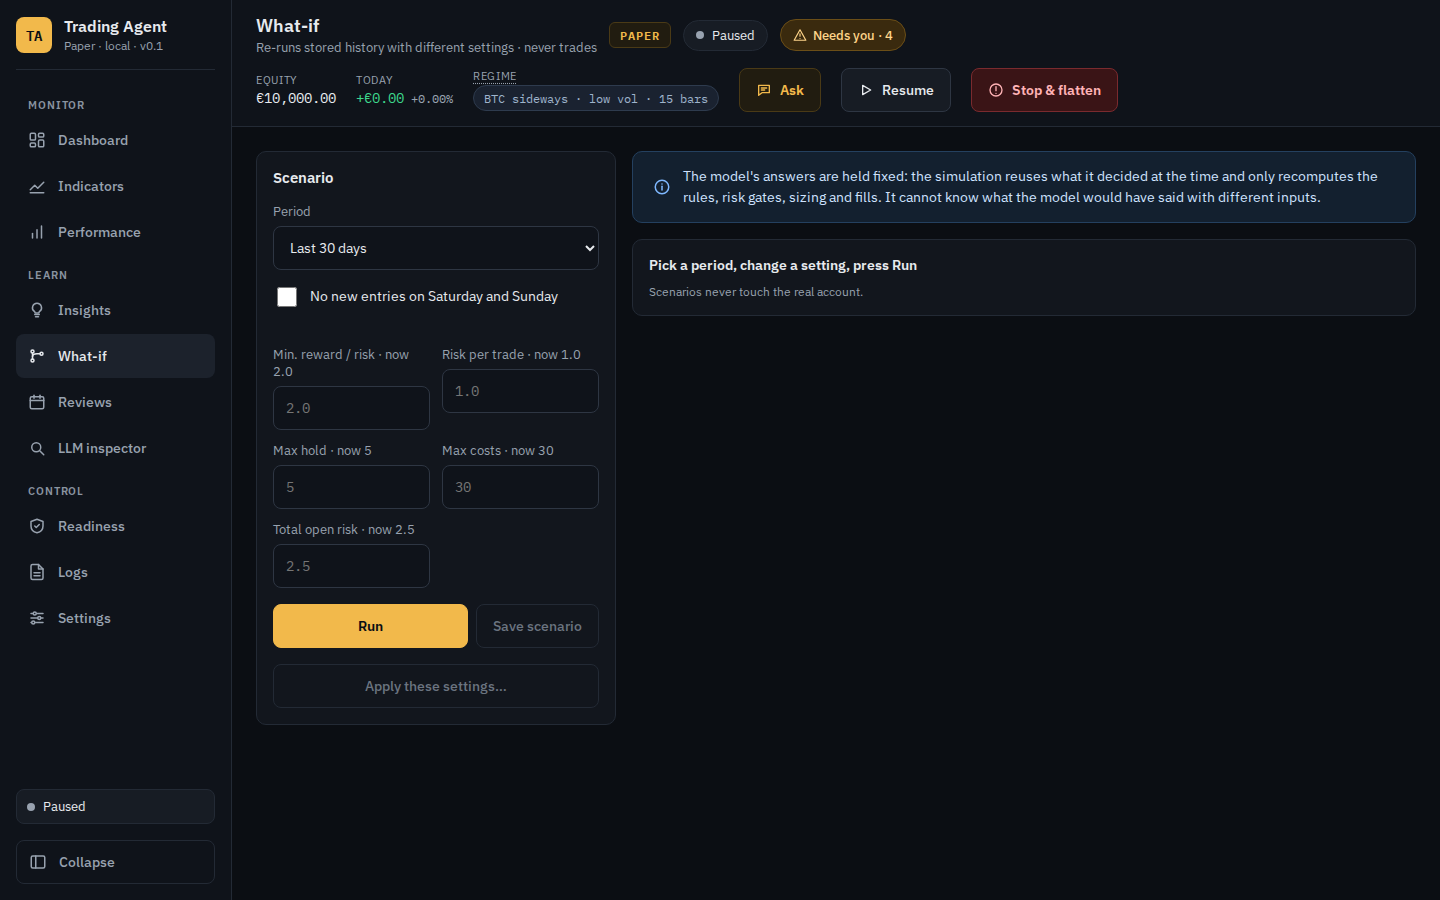 TA
Trading Agent
Paper · local · v0.1
MONITOR
Dashboard
Indicators
Performance
LEARN
Insights
What-if
Reviews
LLM inspector
CONTROL
Readiness
Logs
Settings
Paused
Collapse
What-if
Re-runs stored history with different settings · never trades
PAPER
Paused
Needs you · 4
EQUITY
€10,000.00
TODAY
+€0.00 +0.00%
REGIME
BTC sideways · low vol · 15 bars
Ask
Resume
Stop & flatten
Scenario
Period
Last 30 days
No new entries on Saturday and Sunday
Min. reward / risk · now
2.0
2.0
Risk per trade · now 1.0
1.0
Max hold · now 5
5
Max costs · now 30
30
Total open risk · now 2.5
2.5
Run
Save scenario
Apply these settings...
The model's answers are held fixed: the simulation reuses what it decided at the time and only recomputes the
rules, risk gates, sizing and fills. It cannot know what the model would have said with different inputs.
Pick a period, change a setting, press Run
Scenarios never touch the real account.